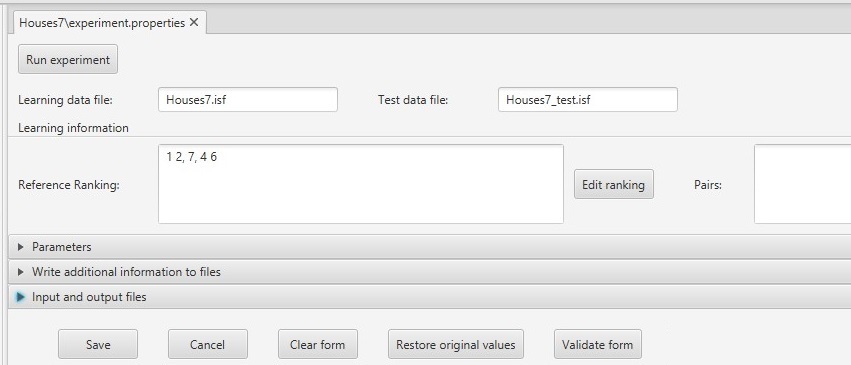 Houses7\experiment.properties
Run experiment
Learning data file: Houses7.isf Test data file: Houses7_test.isf
Learning information
1 2, 7, 4 6
Reference Ranking: Edit ranking Pairs:
Parameters
Write additional information to files
Input and output files
Save Cancel Clear form Restore original values Validate form